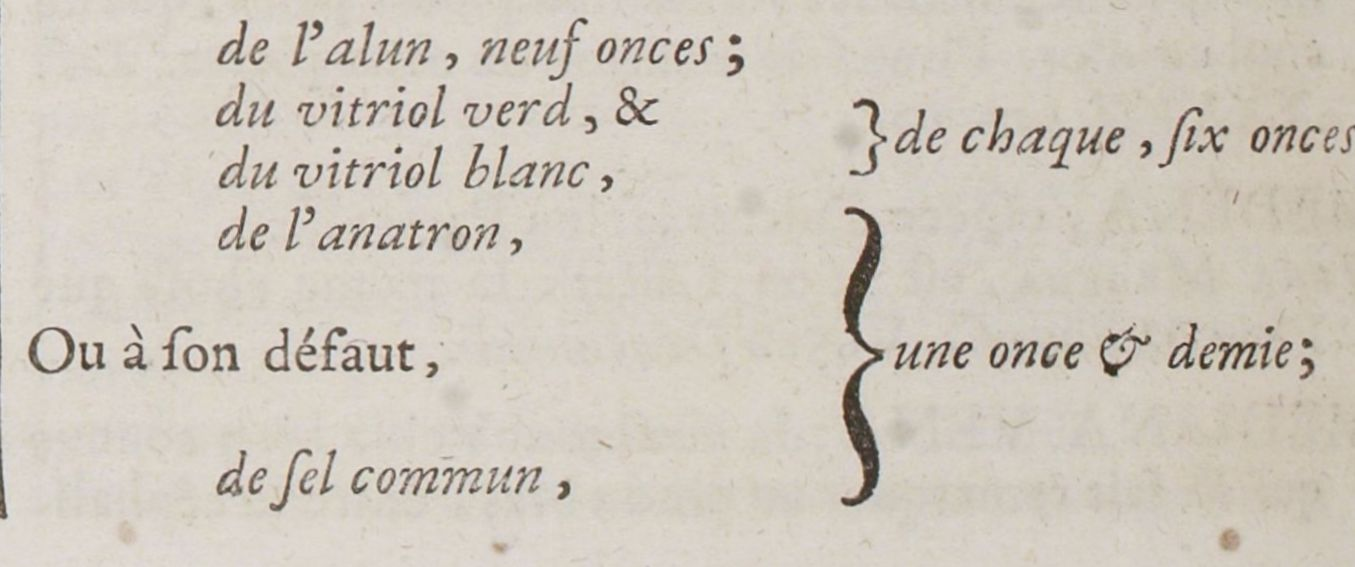 de l'alun, neuf onces;
du vitriol verd, &
du vitriol blanc,
} de chaque, ſix onces
de l'anatron,
Ou à ſon défaut,
} une once & demie;
de ſel commun,